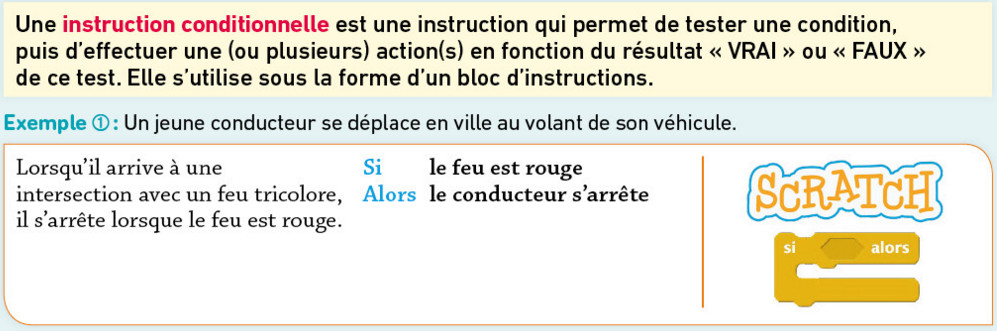 Une instruction conditionnelle est une instruction qui permet de tester une condition,
puis d'effectuer une (ou plusieurs) action(s) en fonction du résultat « VRAI » ou « FAUX »
de ce test. Elle s'utilise sous la forme d'un bloc d'instructions.
Exemple ① : Un jeune conducteur se déplace en ville au volant de son véhicule.
Lorsqu'il arrive à une
intersection avec un feu tricolore,
il s'arrête lorsque le feu est rouge.
Si le feu est rouge
Alors le conducteur s'arrête
SCRATCH
si alors